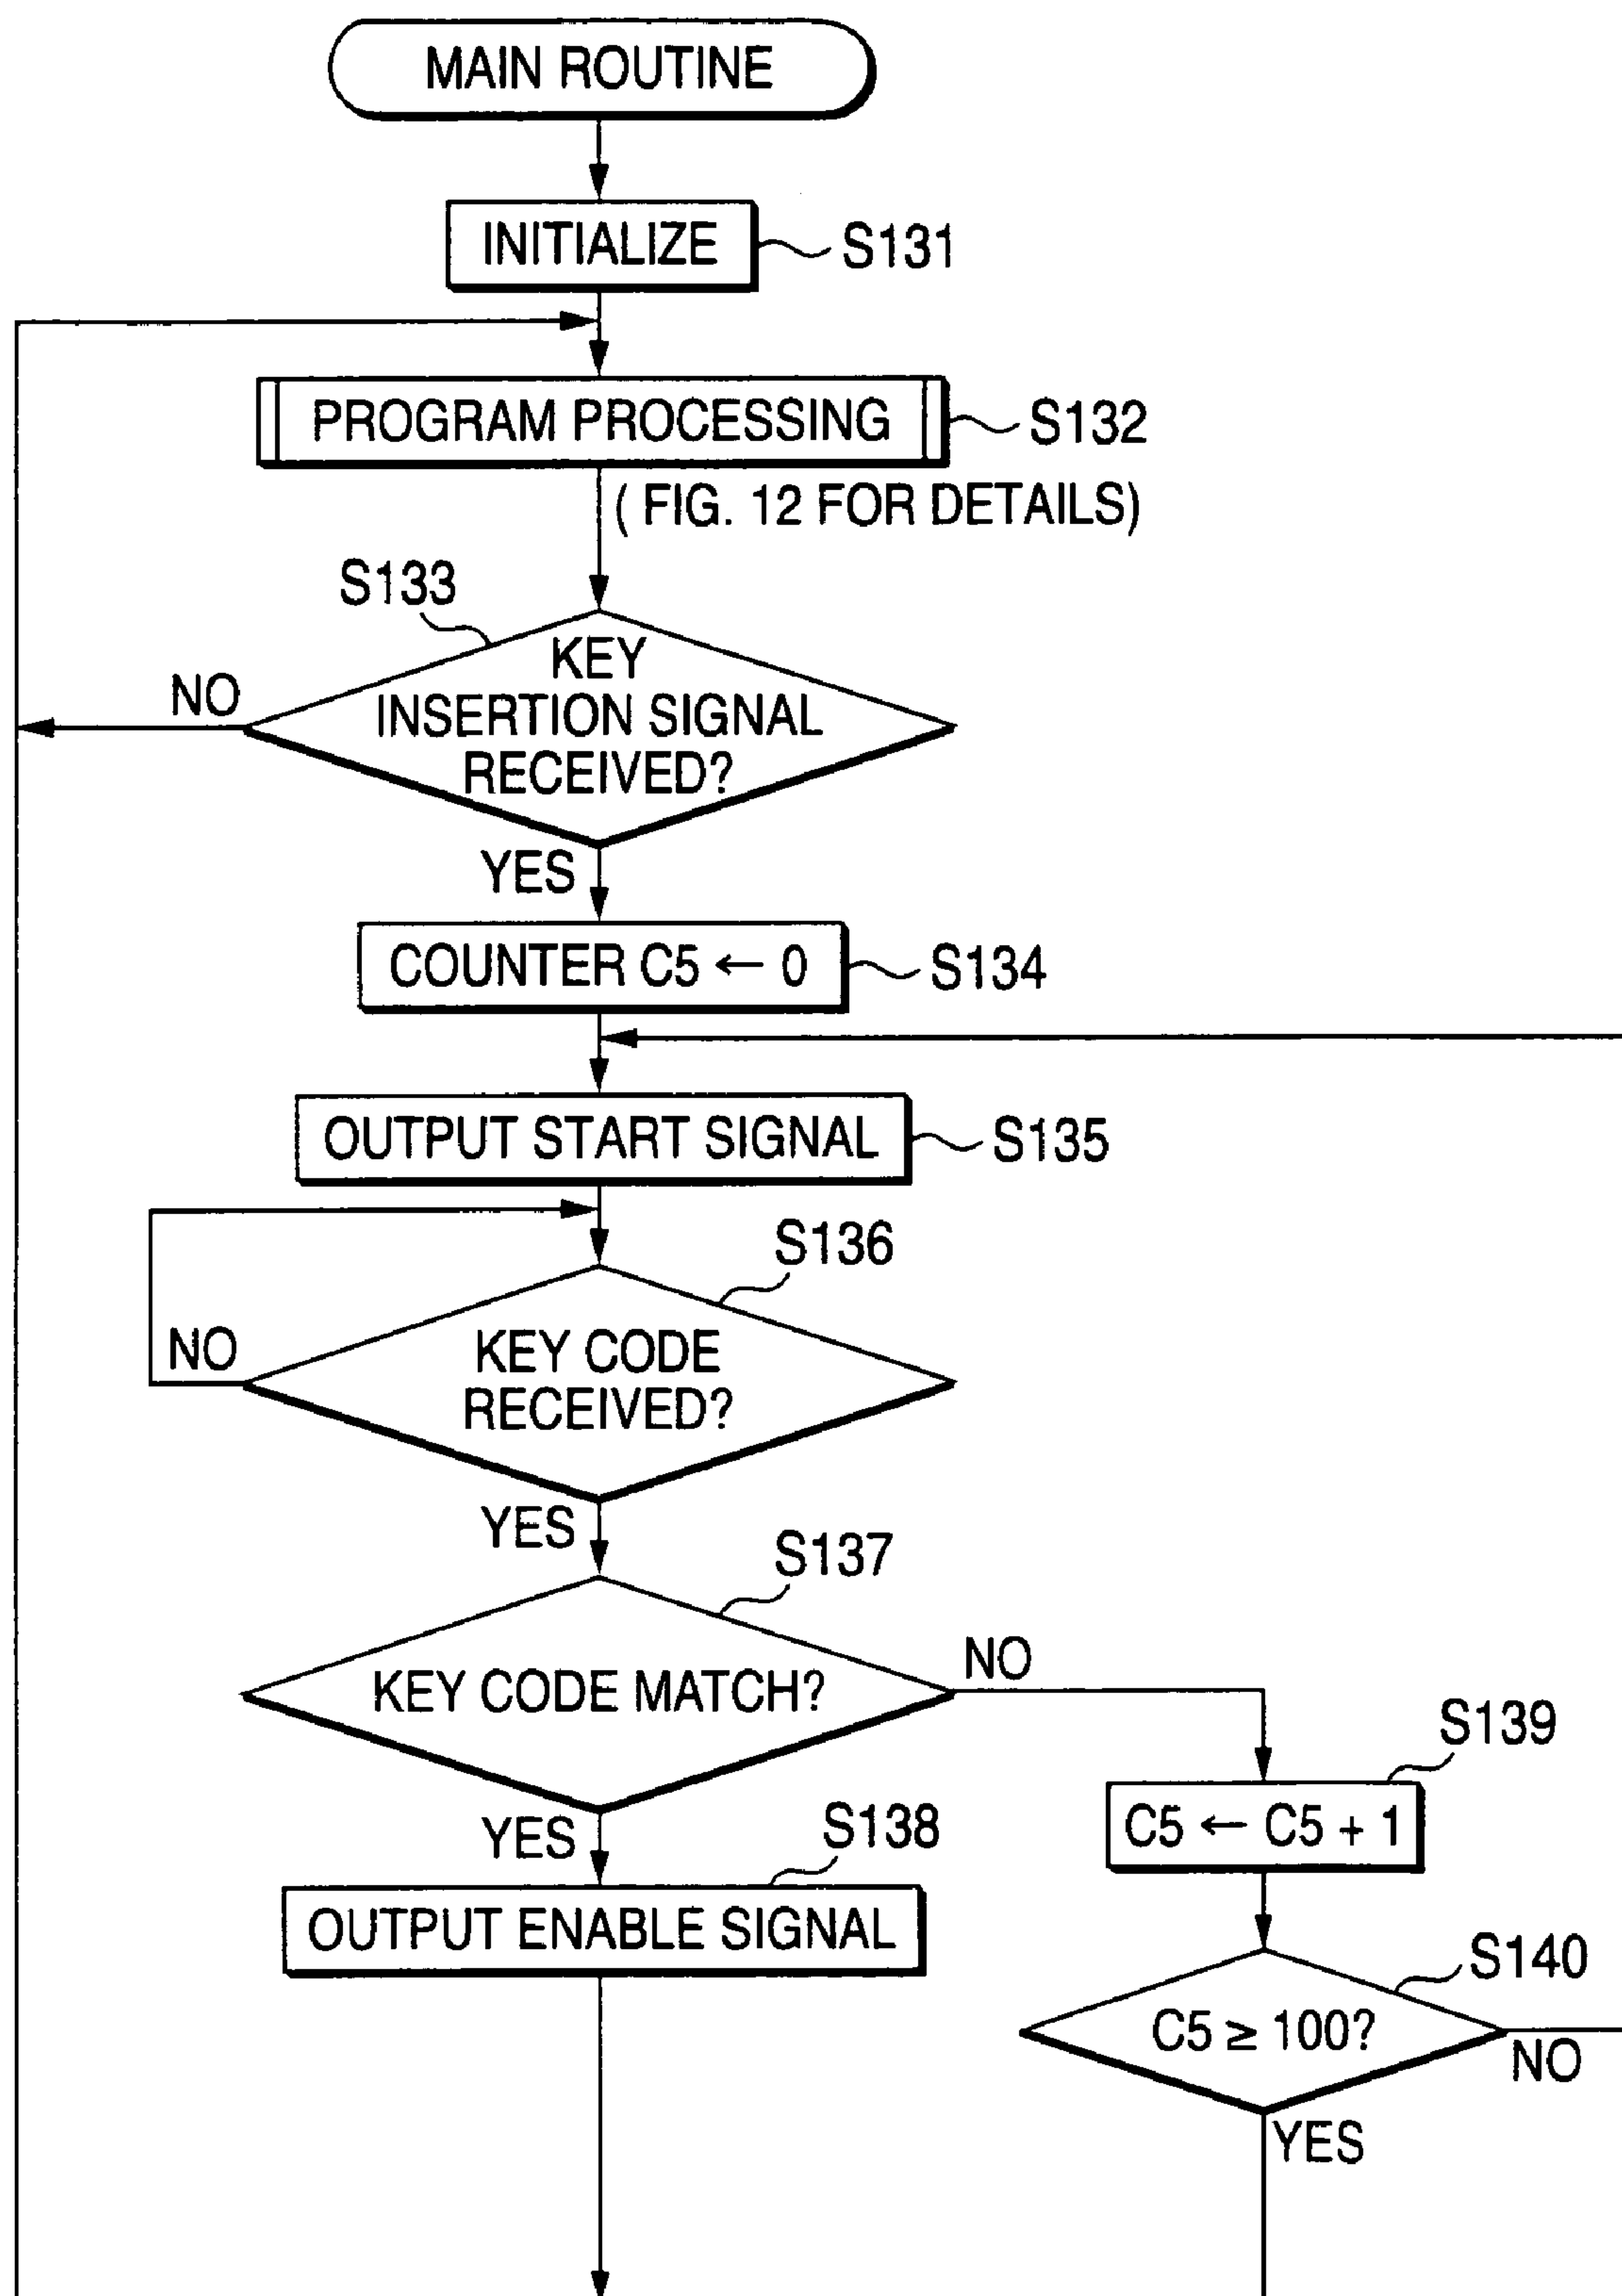 MAIN ROUTINE
INITIALIZE
S131
PROGRAM PROCESSING
S132
( FIG. 12 FOR DETAILS)
S133
KEY
INSERTION SIGNAL
RECEIVED?
NO
YES
COUNTER C5 ← 0
S134
OUTPUT START SIGNAL
S135
S136
KEY CODE
RECEIVED?
NO
YES
S137
KEY CODE MATCH?
NO
YES
S138
OUTPUT ENABLE SIGNAL
S139
C5 ← C5 + 1
S140
C5 ≥ 100?
NO
YES